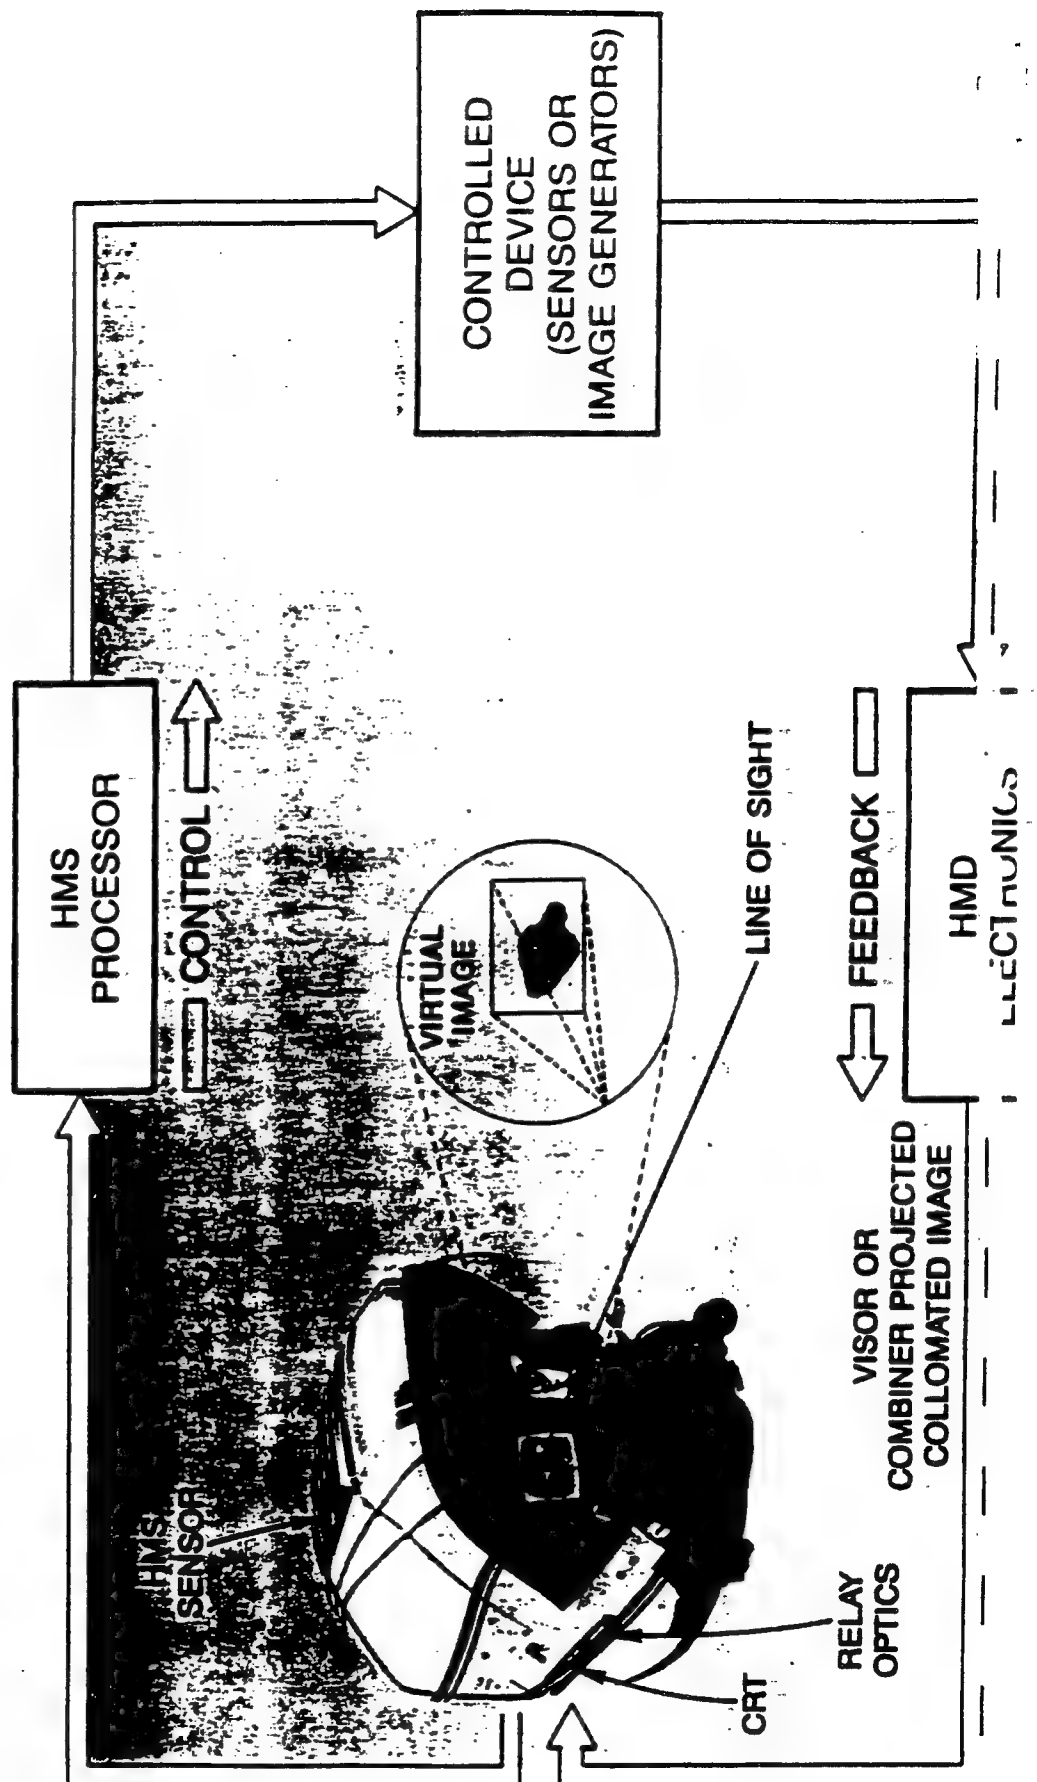 HMS
PROCESSOR
CONTROL
HMS
SENSOR
VIRTUAL
IMAGE
CONTROLLED
DEVICE
(SENSORS OR
IMAGE GENERATORS)
LINE OF SIGHT
CRT
RELAY
OPTICS
VISOR OR
COMBINER PROJECTED
COLLOMATED IMAGE
FEEDBACK
HMD
ELECTRONICS